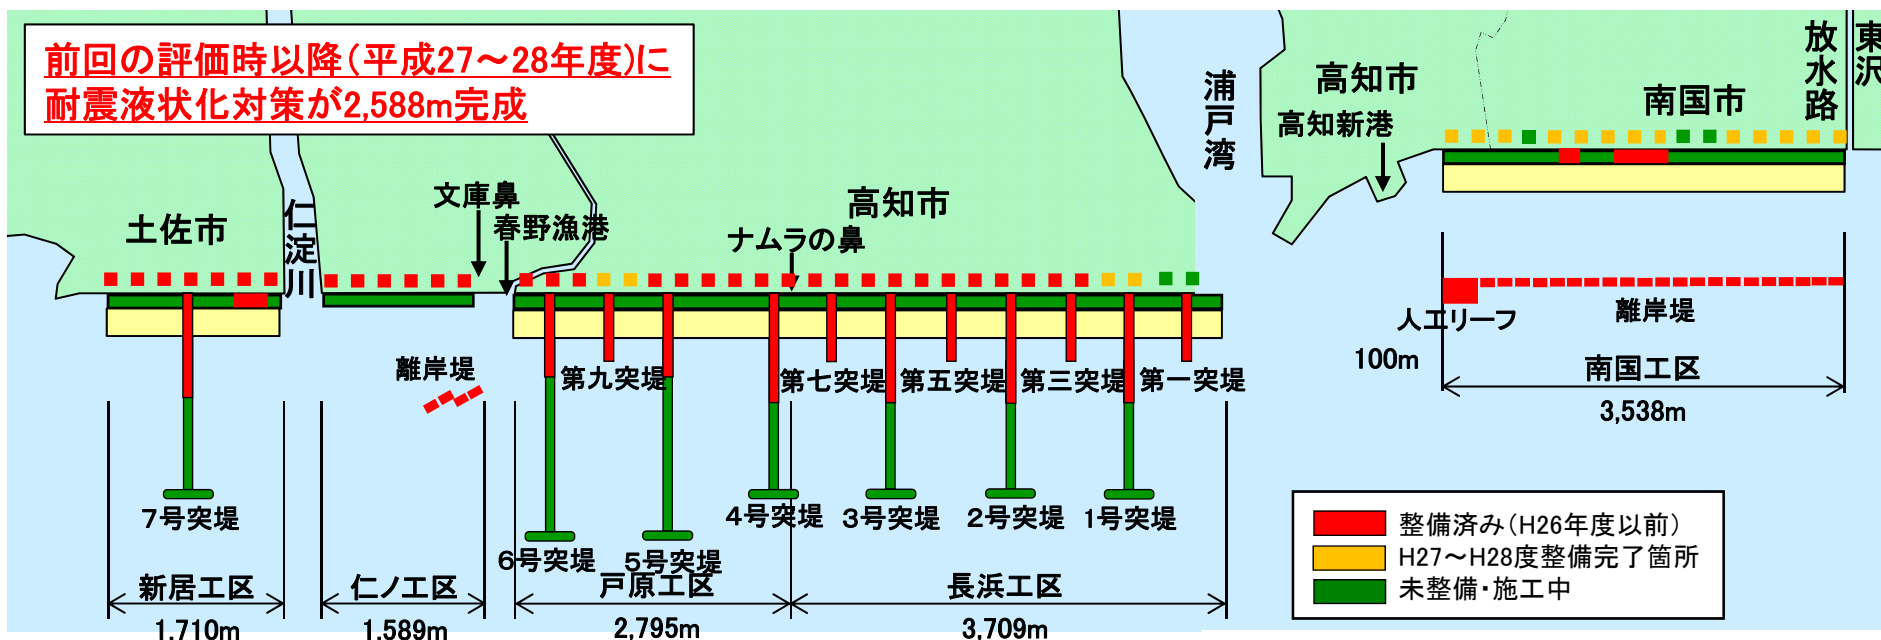 前回の評価時以降(平成27～28年度)に
耐震液状化対策が2,588m完成
土佐市
仁淀川
文庫鼻
春野漁港
ナムラの鼻
高知市
浦戸湾
高知市
高知新港
南国市
放水路
東沢
離岸堤
第九突堤
第七突堤
第五突堤
第三突堤
第一突堤
7号突堤
6号突堤
5号突堤
4号突堤
3号突堤
2号突堤
1号突堤
人工リーフ
離岸堤
100m
南国工区
3,538m
新居工区
1,710m
仁ノ工区
1,589m
戸原工区
2,795m
長浜工区
3,709m
整備済み(H26年度以前)
H27～H28度整備完了箇所
未整備・施工中